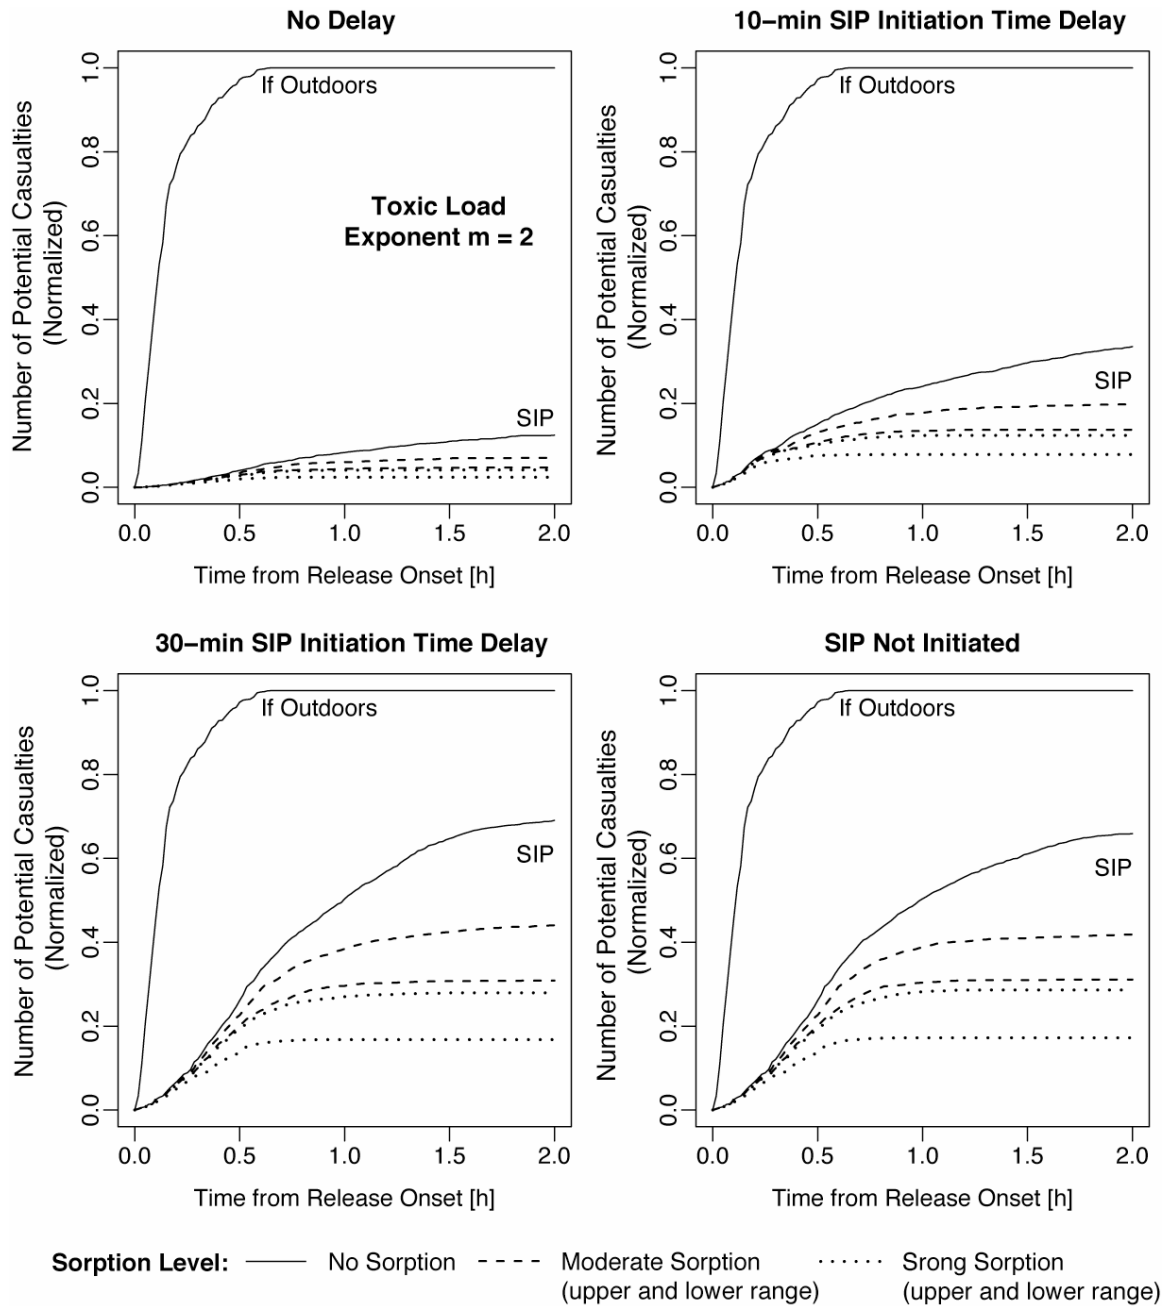 No Delay
Number of Potential Casualties
(Normalized)
1.0
0.8
0.6
0.4
0.2
0.0
If Outdoors
Toxic Load
Exponent m = 2
SIP
0.0 0.5 1.0 1.5 2.0
Time from Release Onset [h]
10−min SIP Initiation Time Delay
Number of Potential Casualties
(Normalized)
1.0
0.8
0.6
0.4
0.2
0.0
If Outdoors
SIP
0.0 0.5 1.0 1.5 2.0
Time from Release Onset [h]
30−min SIP Initiation Time Delay
Number of Potential Casualties
(Normalized)
1.0
0.8
0.6
0.4
0.2
0.0
If Outdoors
SIP
0.0 0.5 1.0 1.5 2.0
Time from Release Onset [h]
SIP Not Initiated
Number of Potential Casualties
(Normalized)
1.0
0.8
0.6
0.4
0.2
0.0
If Outdoors
SIP
0.0 0.5 1.0 1.5 2.0
Time from Release Onset [h]
Sorption Level: No Sorption Moderate Sorption Strong Sorption
(upper and lower range) (upper and lower range)